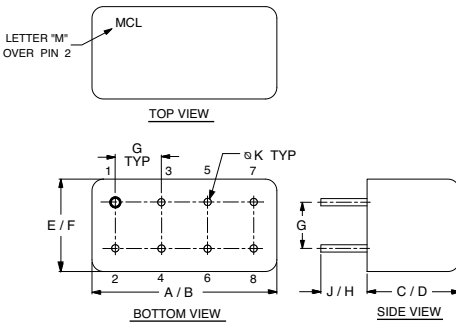 MCL
LETTER "M"
OVER PIN 2
TOP VIEW
G
TYP
⌀K TYP
1 3 5 7
E / F
G
2 4 6 8
A / B
J / H
C / D
BOTTOM VIEW
SIDE VIEW